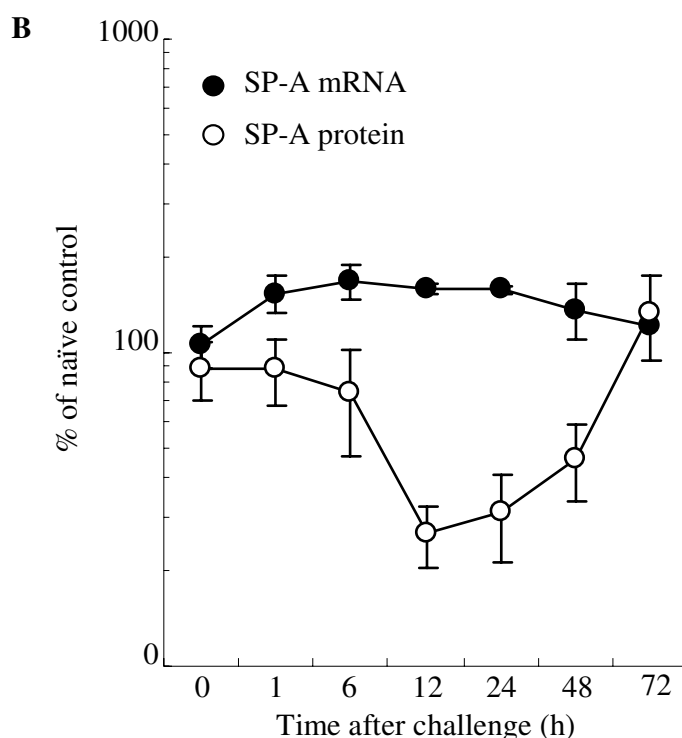 B
1000
SP-A mRNA
SP-A protein
% of naïve control
100
0
0 1 6 12 24 48 72
Time after challenge (h)